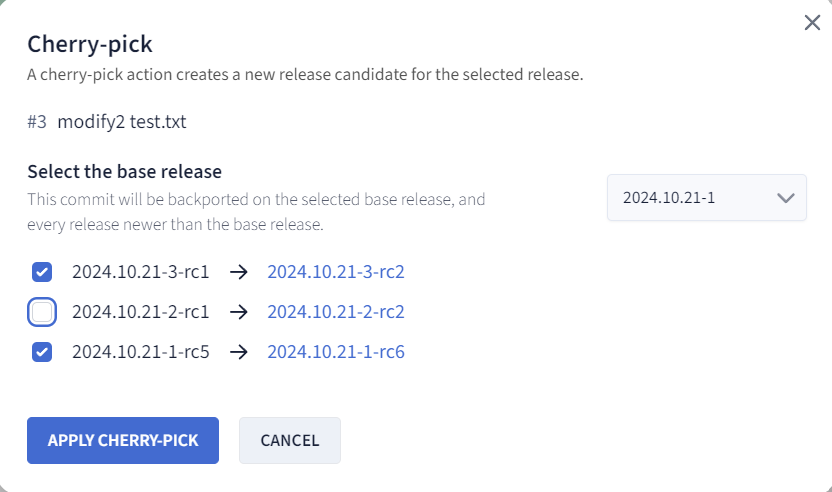 Cherry-pick
A cherry-pick action creates a new release candidate for the selected release.
#3 modify2 test.txt
Select the base release
This commit will be backported on the selected base release, and
every release newer than the base release.
2024.10.21-1
2024.10.21-3-rc1 → 2024.10.21-3-rc2
2024.10.21-2-rc1 → 2024.10.21-2-rc2
2024.10.21-1-rc5 → 2024.10.21-1-rc6
APPLY CHERRY-PICK CANCEL